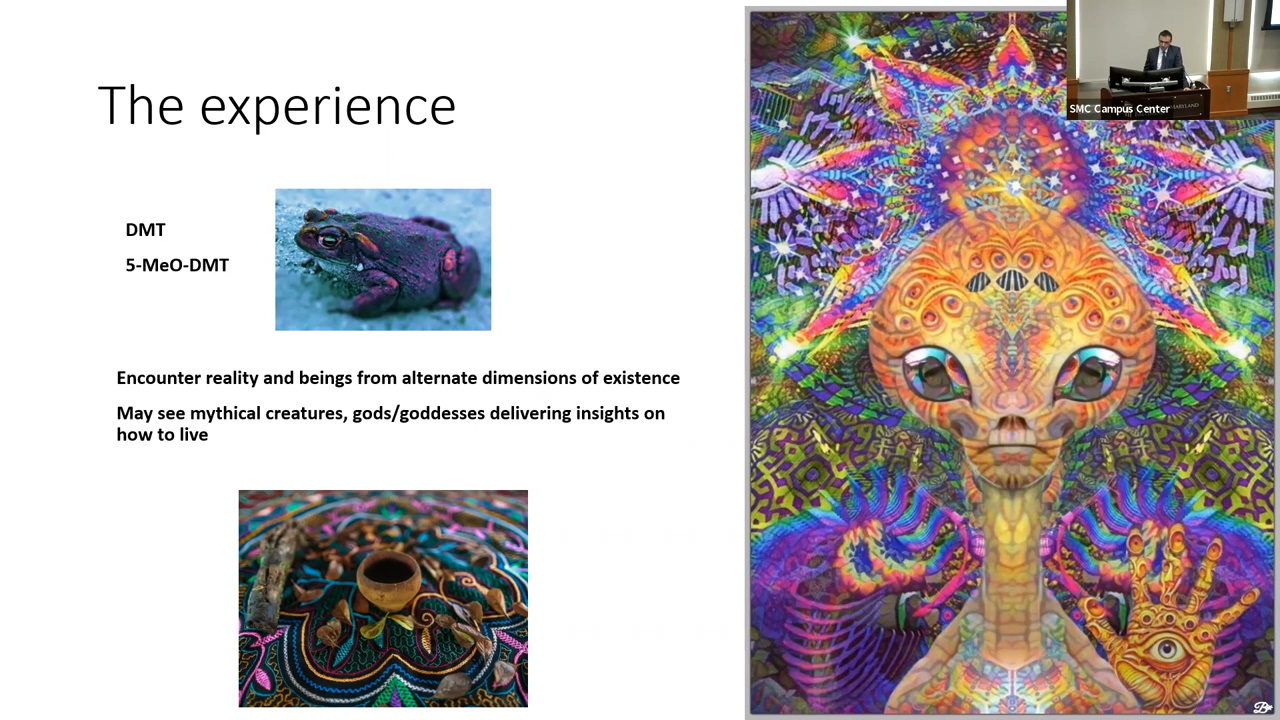 The experience
DMT
5-MeO-DMT
Encounter reality and beings from alternate dimensions of existence
May see mythical creatures, gods/goddesses delivering insights on
how to live
SMC Campus Center
MARYLAND